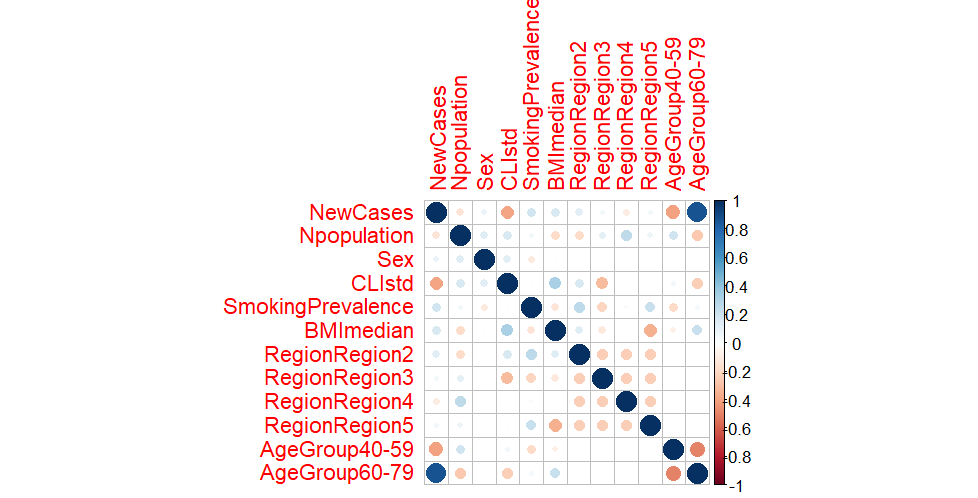 NewCases
Npopulation
Sex
CLIstd
SmokingPrevalence
BMImedian
RegionRegion2
RegionRegion3
RegionRegion4
RegionRegion5
AgeGroup40-59
AgeGroup60-79
NewCases
Npopulation
Sex
CLIstd
SmokingPrevalence
BMImedian
RegionRegion2
RegionRegion3
RegionRegion4
RegionRegion5
AgeGroup40-59
AgeGroup60-79
1
0.8
0.6
0.4
0.2
0
-0.2
-0.4
-0.6
-0.8
-1